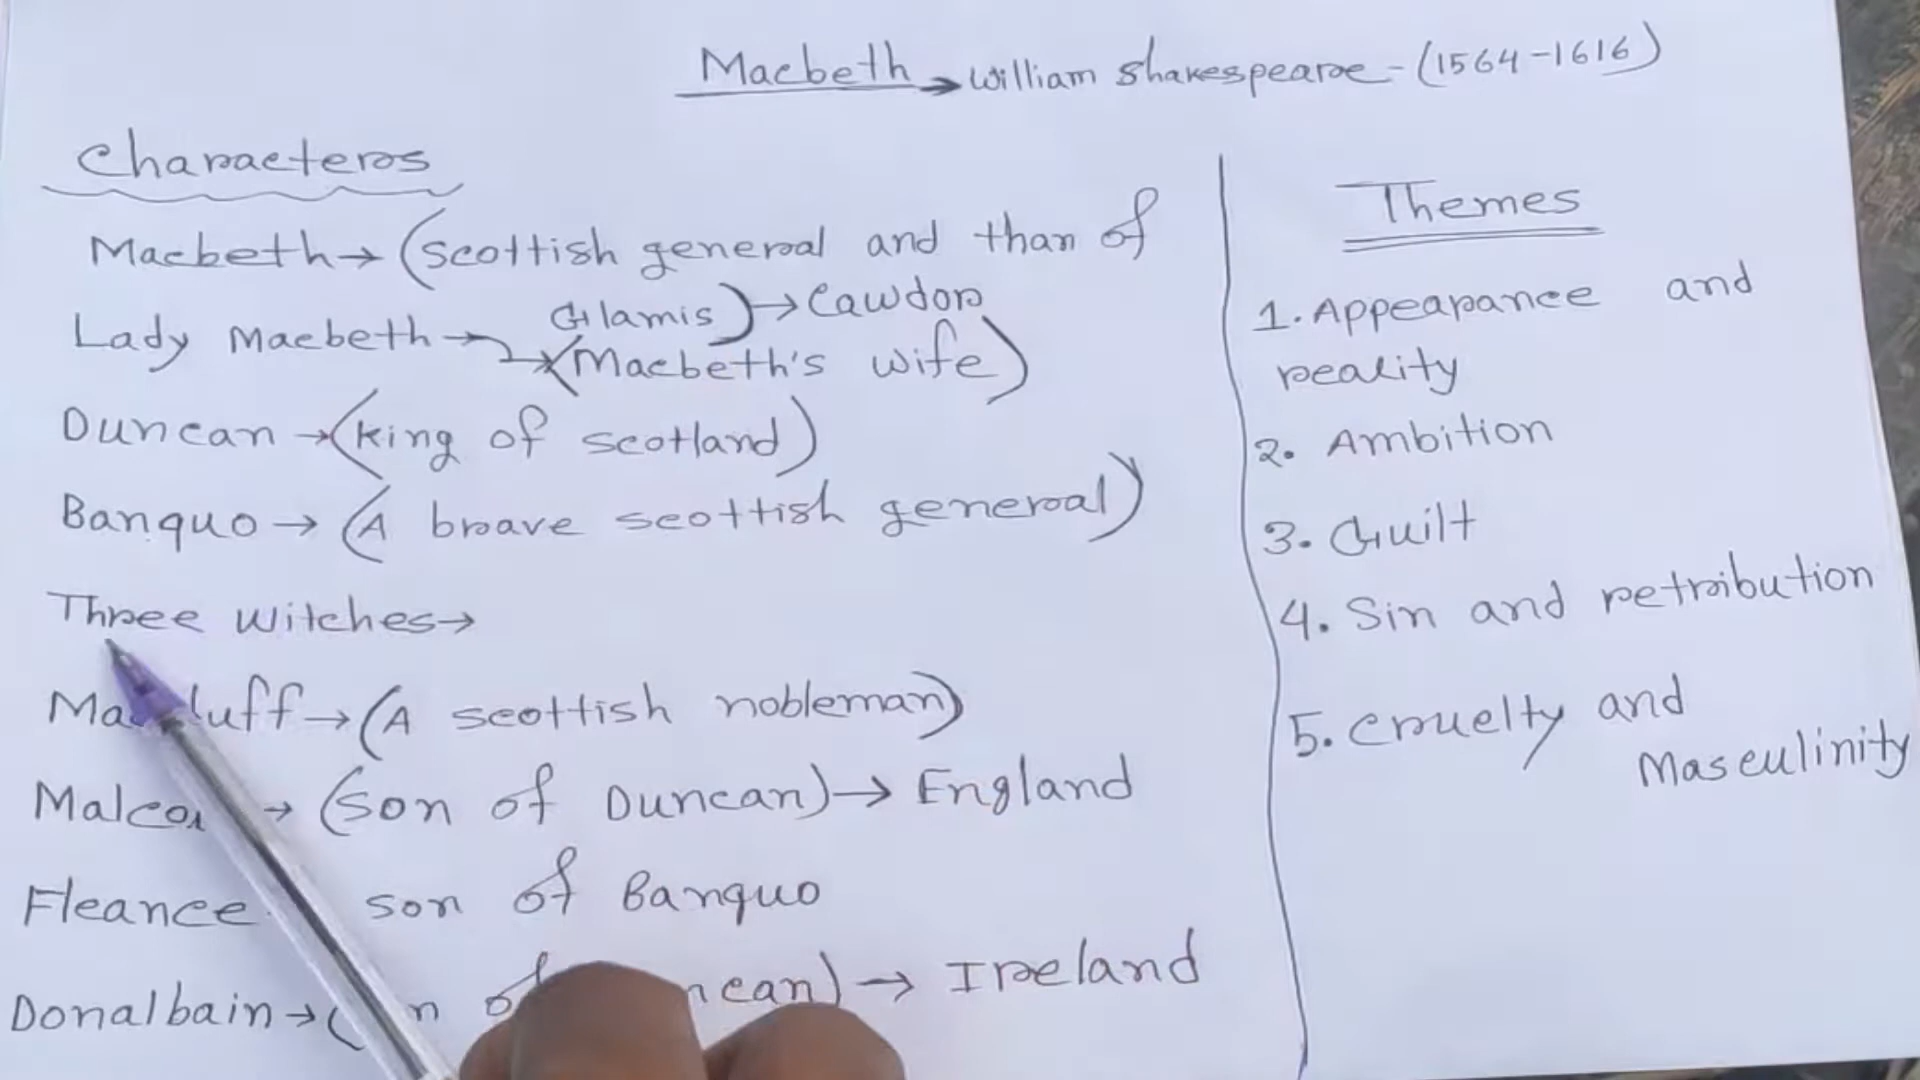 Macbeth → William Shakespeare - (1564-1616)
Characters
Macbeth → (Scottish general and than of
Glamis) → Cawdor
Lady Macbeth → (Macbeth's wife)
Duncan → (king of scotland)
Banquo → (A brave scottish general)
Three witches →
→ (A scottish nobleman)
→ (son of Duncan) → England
Fleance son of Banquo
Donalbain → ( of → Ireland
Themes
1. Appearance and
reality
2. Ambition
3. Guilt
4. Sin and retribution
5. Cruelty and
Masculinity